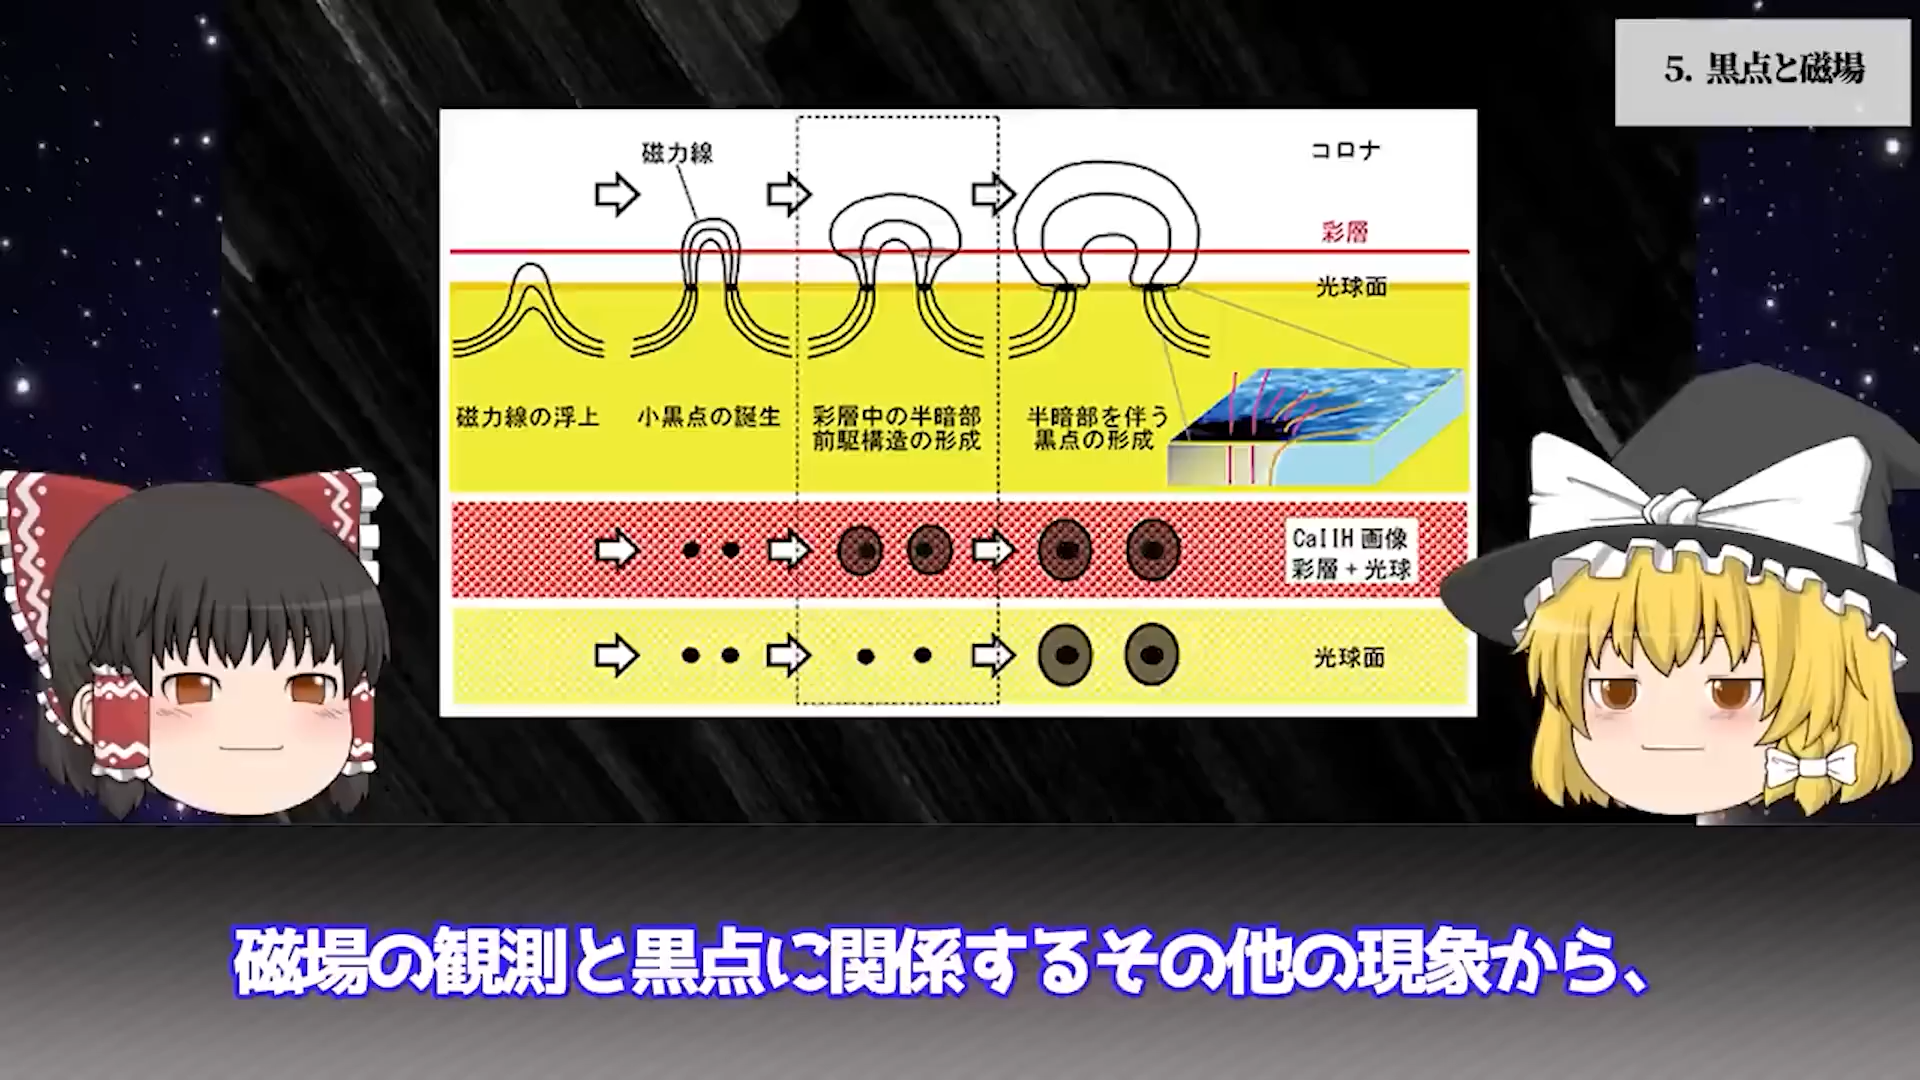 5. 黒点と磁場
磁力線
コロナ
彩層
光球面
磁力線の浮上
小黒点の誕生
彩層中の半暗部
前駆構造の形成
半暗部を伴う
黒点の形成
CaIIH 画像
彩層+光球
光球面
磁場の観測と黒点に関係するその他の現象から、